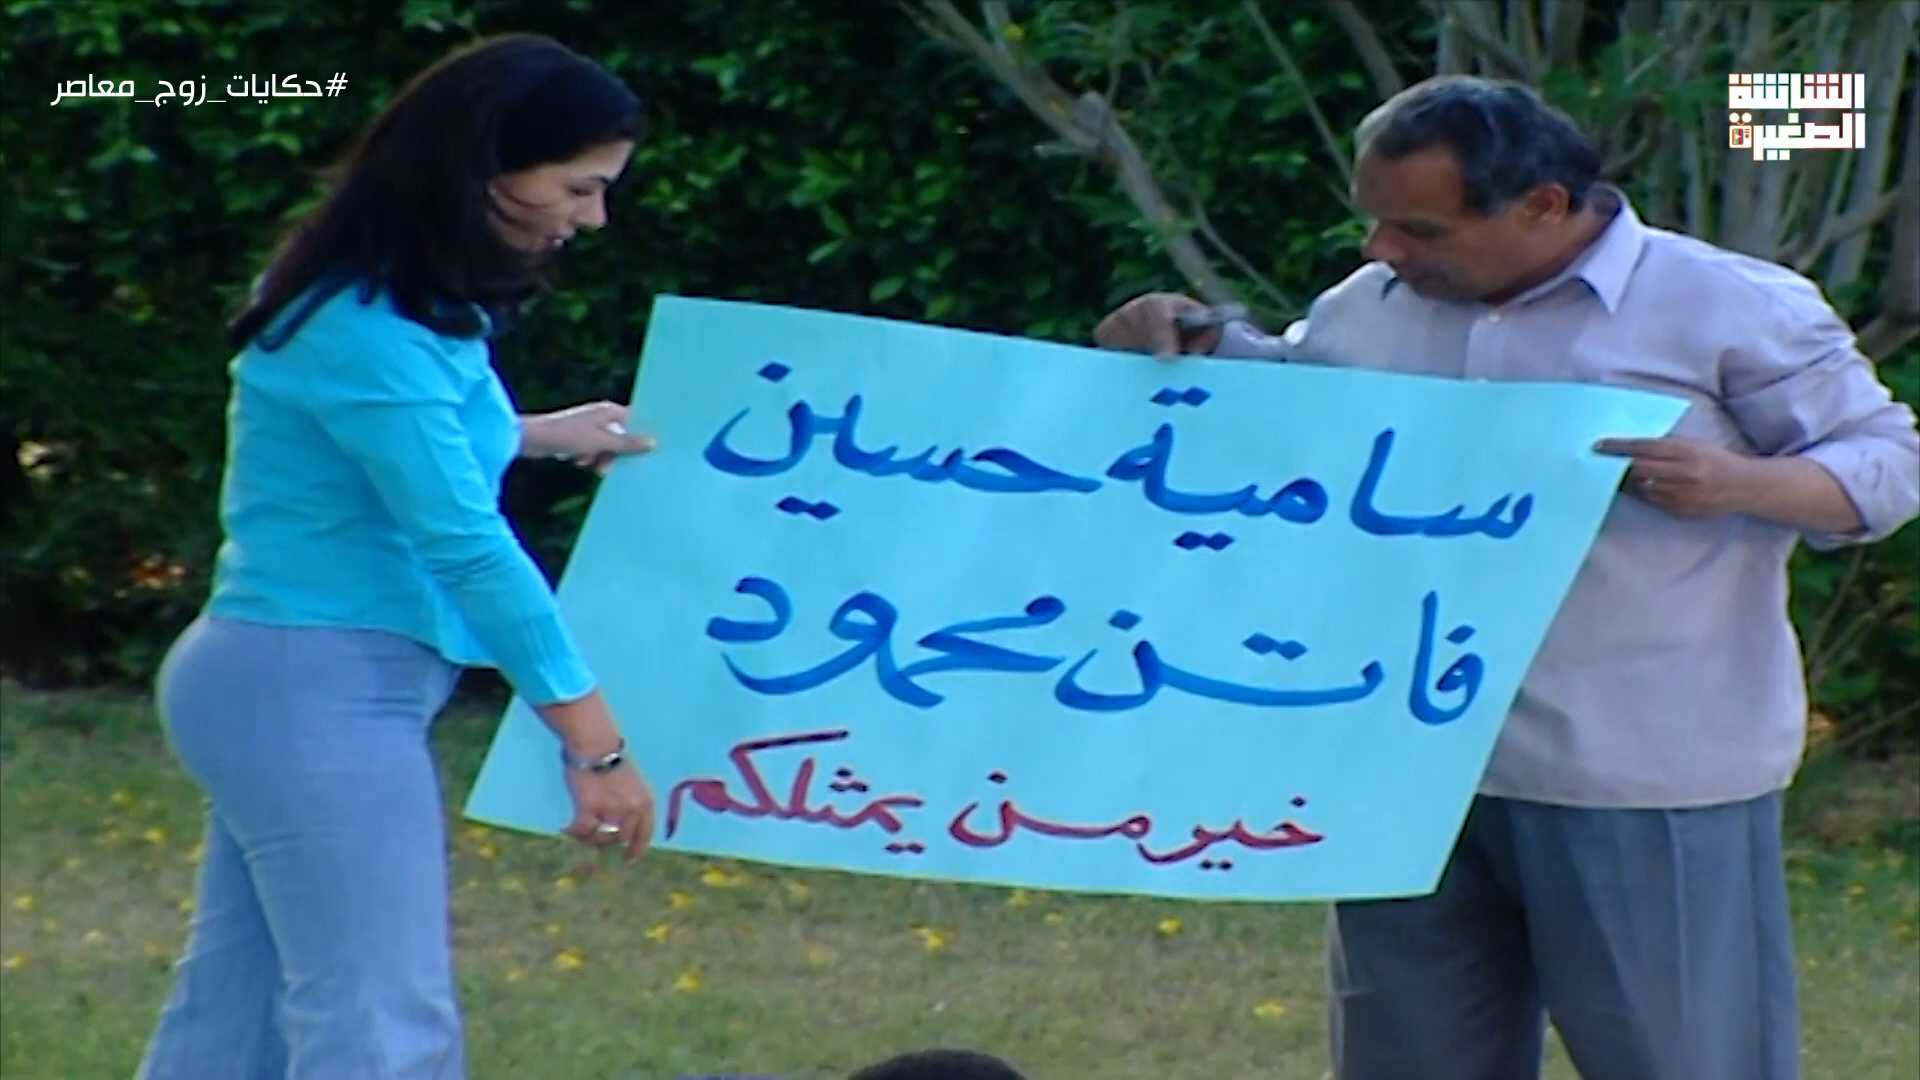 #حكايات_زوج_معاصر
الشاشة
الصغيرة
سامية حسين
فاتن محمود
خير من يمثلكم